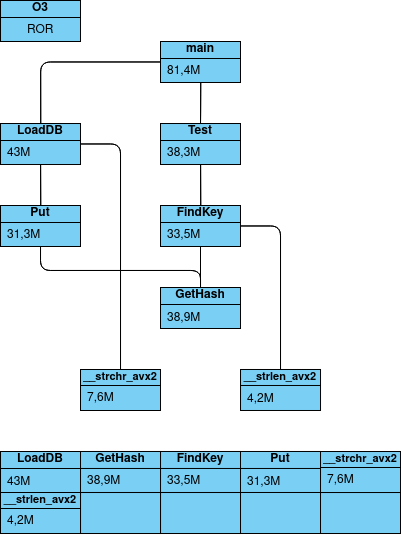 O3
ROR
main
81,4M
LoadDB
43M
Test
38,3M
Put
31,3M
FindKey
33,5M
GetHash
38,9M
__strchr_avx2
7,6M
__strlen_avx2
4,2M
LoadDB GetHash FindKey Put __strchr_avx2
43M 38,9M 33,5M 31,3M 7,6M
__strlen_avx2
4,2M